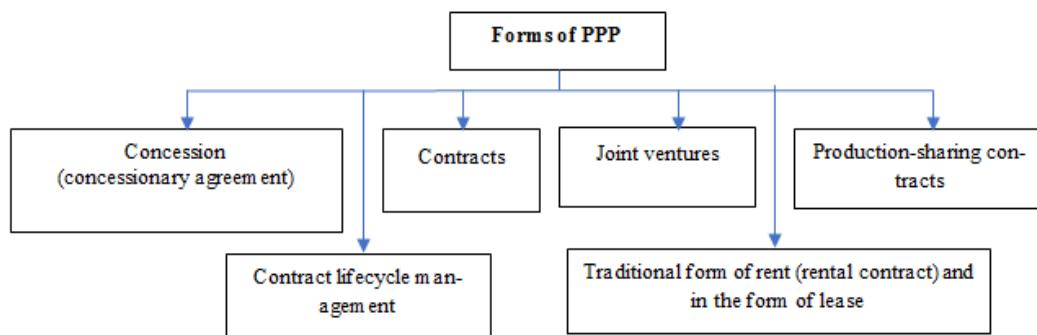 Forms of PPP
Concession
(concessionary agreement)
Contracts
Joint ventures
Production-sharing con-
tracts
Contract lifecycle man-
agement
Traditional form of rent (rental contract) and
in the form of lease